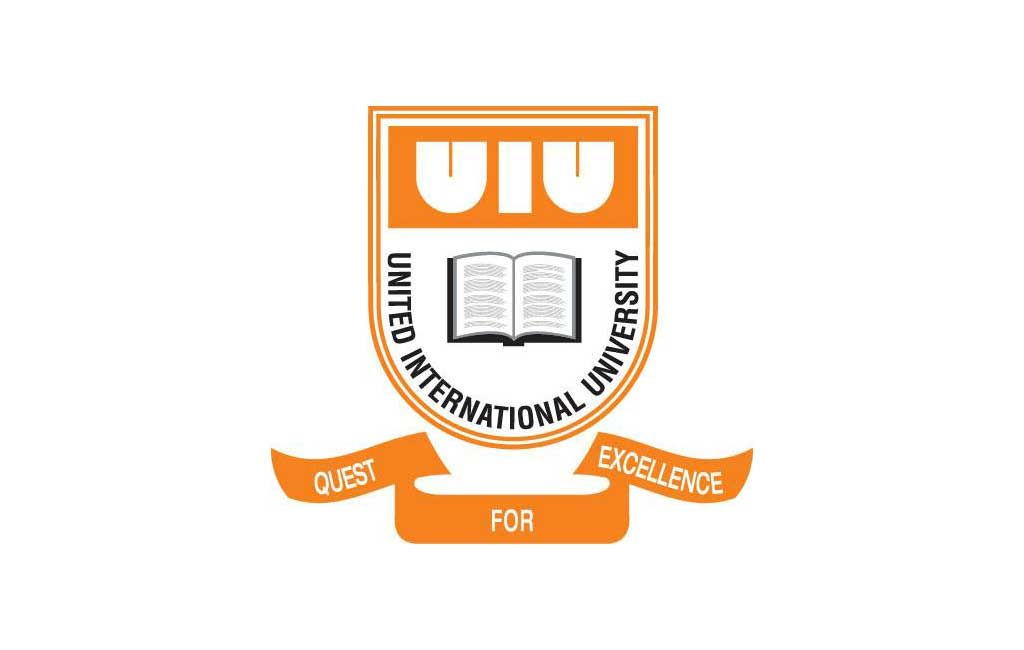 UIU
UNITED INTERNATIONAL UNIVERSITY
QUEST
FOR
EXCELLENCE